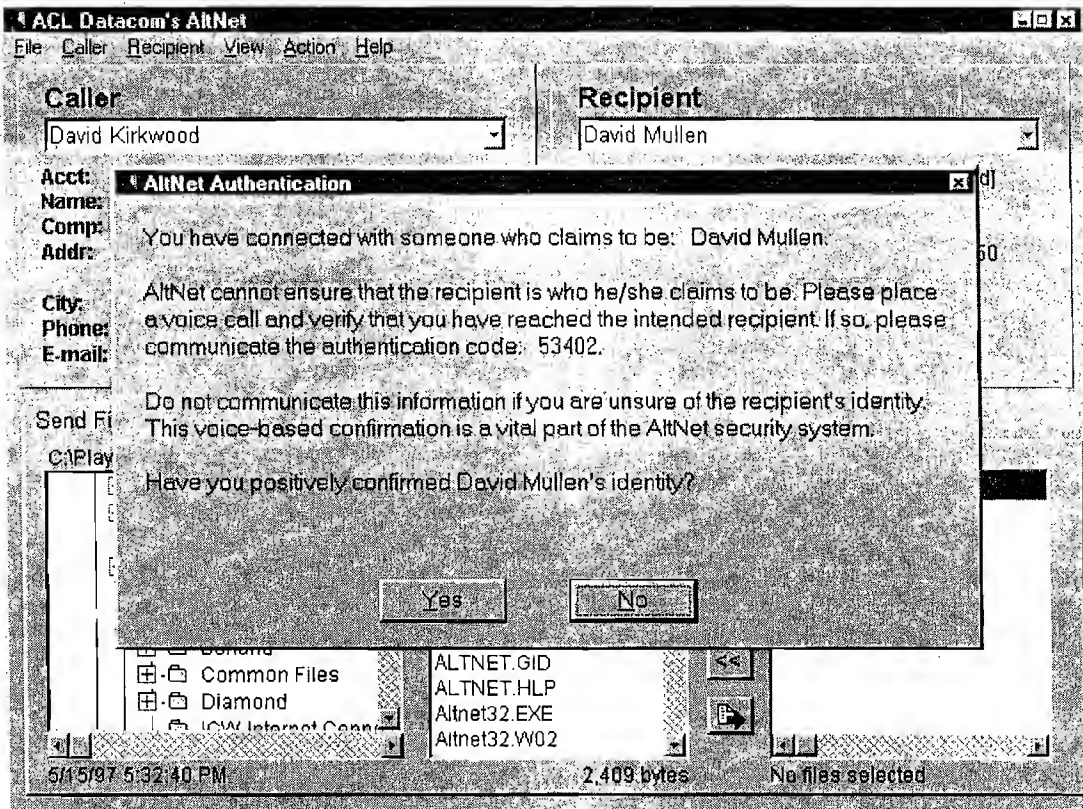 ACL Datacom's AltNet
File Caller Recipient View Action Help
Caller
Recipient
David Kirkwood
David Mullen
Acct:
Name:
Comp:
Addr:
City:
Phone:
E-mail:
d]
50
AltNet Authentication
You have connected with someone who claims to be: David Mullen.
AltNet cannot ensure that the recipient is who he/she claims to be. Please place
a voice call and verify that you have reached the intended recipient. If so, please
communicate the authentication code: 53402.
Do not communicate this information if you are unsure of the recipient's identity.
This voice-based confirmation is a vital part of the AltNet security system.
Have you positively confirmed David Mullen's identity?
Yes
No
Send Fi
C:\Play
Common Files
Diamond
ALTNET.GID
ALTNET.HLP
Altnet32.EXE
Altnet32.W02
<<
5/15/97 5:32:40 PM
2,409 bytes
No files selected